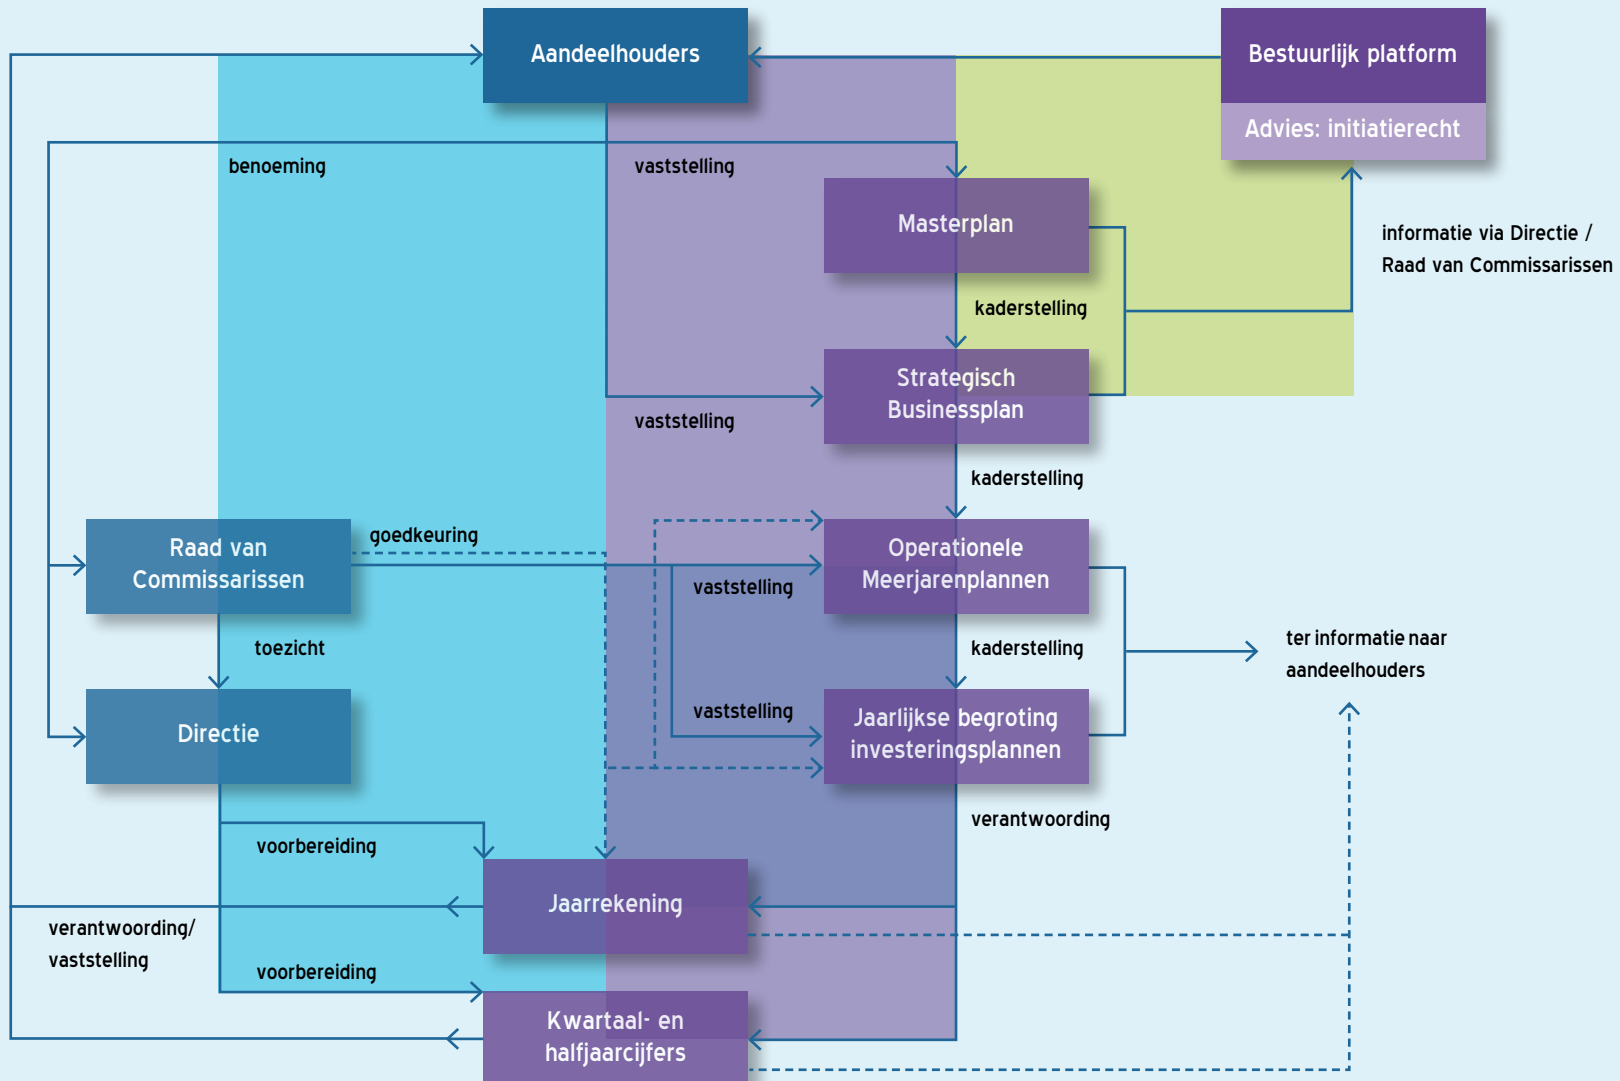 Aandeelhouders
Bestuurlijk platform
Advies: initiatierecht
benoeming
vaststelling
Masterplan
informatie via Directie /
Raad van Commissarissen
kaderstelling
Strategisch
Businessplan
vaststelling
kaderstelling
Raad van
Commissarissen
goedkeuring
Operationele
Meerjarenplannen
vaststelling
toezicht
kaderstelling
ter informatie naar
aandeelhouders
Directie
vaststelling
Jaarlijkse begroting
investeringsplannen
verantwoording
voorbereiding
Jaarrekening
verantwoording/
vaststelling
voorbereiding
Kwartaal- en
halfjaarcijfers